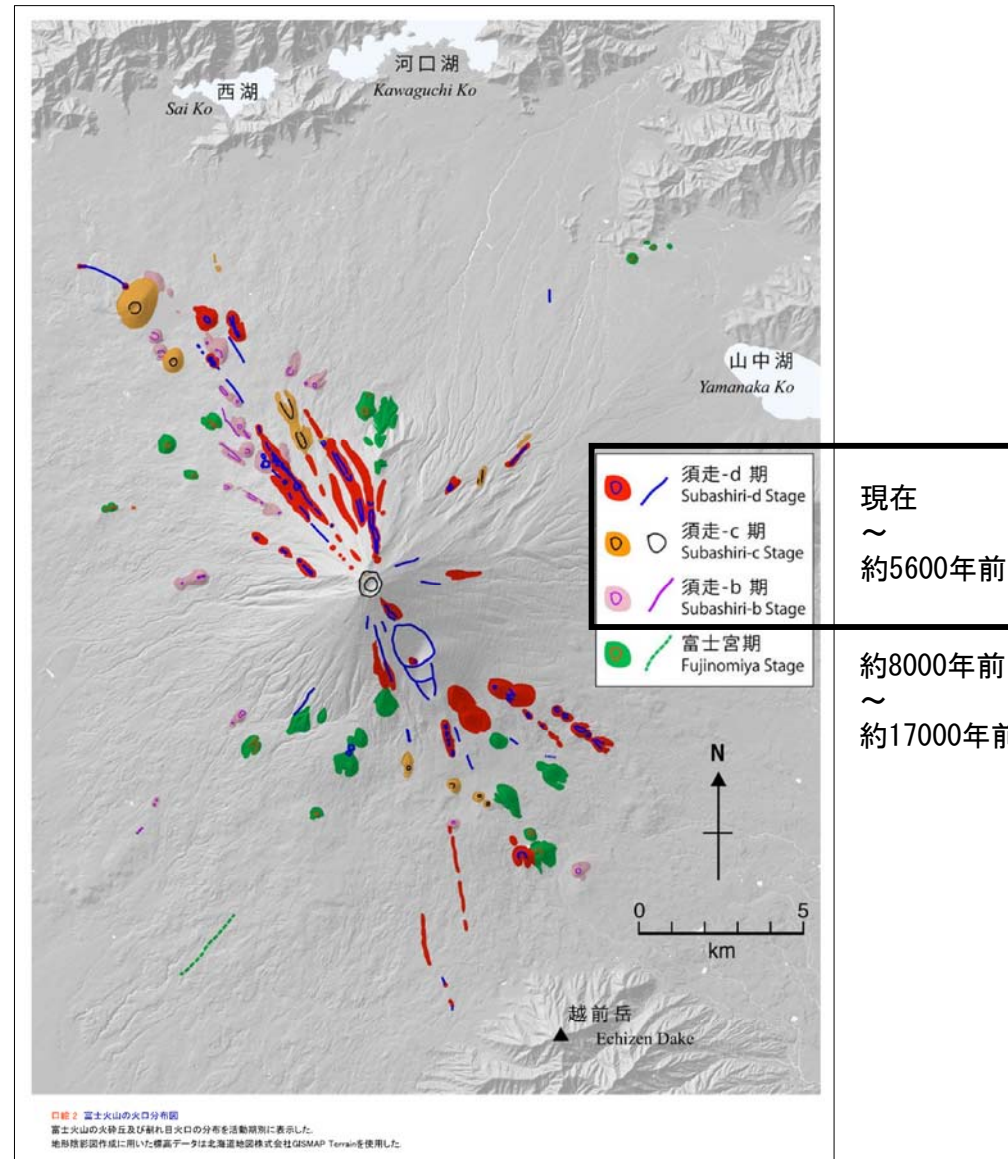 河口湖
Kawaguchi Ko
西湖
Sai Ko
山中湖
Yamanaka Ko
須走-d 期
Subashiri-d Stage
須走-c 期
Subashiri-c Stage
須走-b 期
Subashiri-b Stage
富士宮期
Fujinomiya Stage
現在
～
約5600年前
約8000年前
～
約17000年前
N
0 5
km
越前岳
Echizen Dake
口絵 2 富士火山の火口分布図
富士火山の火砕丘及び割れ目火口の分布を活動期別に表示した.
地形陰影図作成に用いた標高データは北海道地図株式会社GISMAP Terrainを使用した.